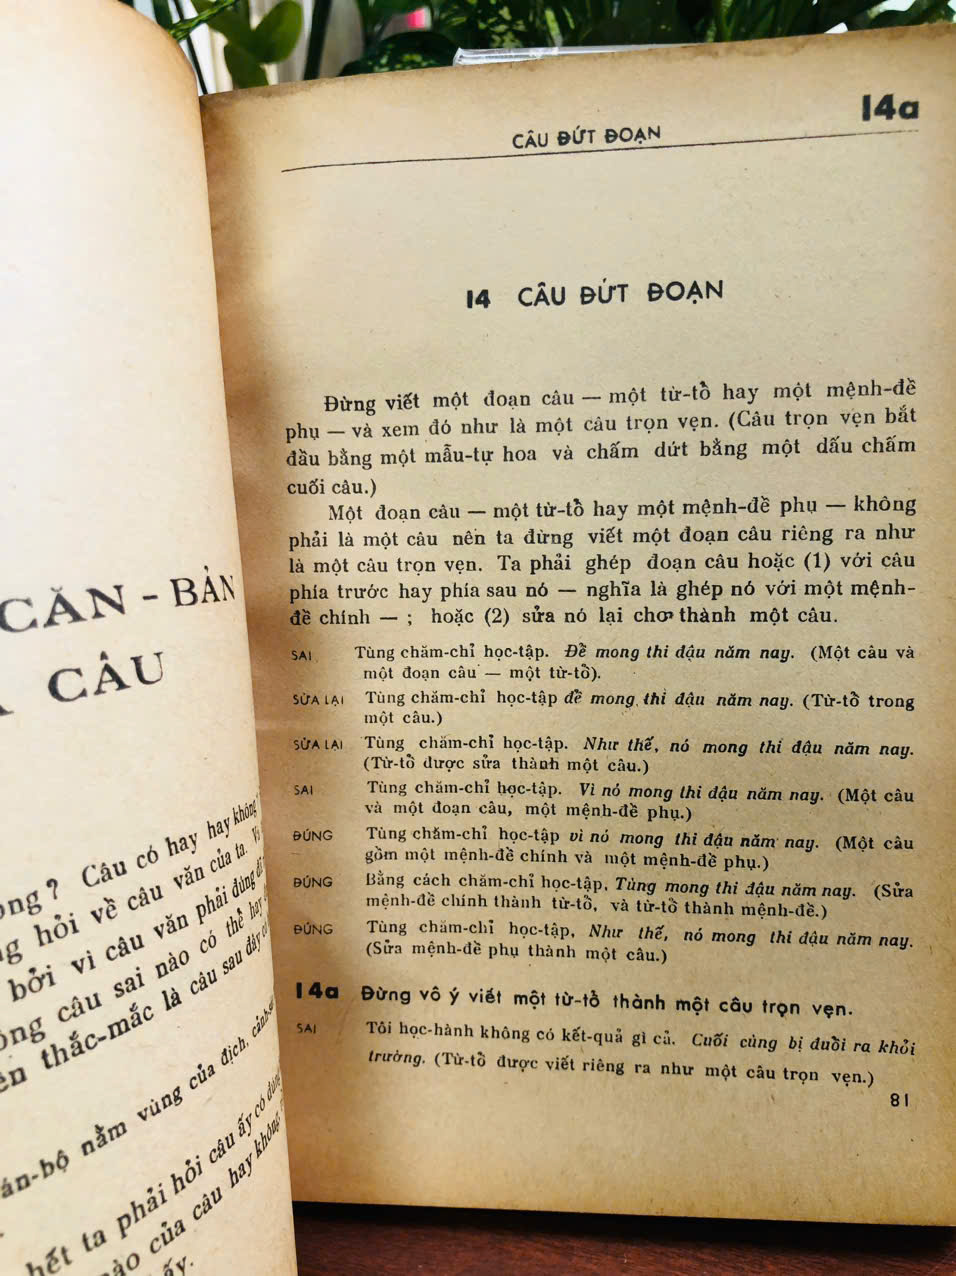 CĂN - BẢN
CÂU
Câu có hay hay không
hỏi về câu văn của ta.
bởi vì câu văn phải đúng
câu sai nào có thể hay
thắc-mắc là câu sau đây có
nằm vùng của địch,
hết ta phải hỏi câu ấy có đúng
nào của câu hay không,
ấy.
14a
CÂU ĐỨT ĐOẠN
14 CÂU ĐỨT ĐOẠN
Đừng viết một đoạn câu — một từ-tổ hay một mệnh-đề
phụ — và xem đó như là một câu trọn vẹn. (Câu trọn vẹn bắt
đầu bằng một mẫu-tự hoa và chấm dứt bằng một dấu chấm
cuối câu.)
Một đoạn câu — một từ-tổ hay một mệnh-đề phụ — không
phải là một câu nên ta đừng viết một đoạn câu riêng ra như
là một câu trọn vẹn. Ta phải ghép đoạn câu hoặc (1) với câu
phía trước hay phía sau nó — nghĩa là ghép nó với một mệnh-
đề chính — ; hoặc (2) sửa nó lại cho thành một câu.
SAI Tùng chăm-chỉ học-tập. Để mong thi đậu năm nay. (Một câu và
một đoạn câu — một từ-tổ).
SỬA LẠI Tùng chăm-chỉ học-tập để mong thi đậu năm nay. (Từ-tổ trong
một câu.)
SỬA LẠI Tùng chăm-chỉ học-tập. Như thế, nó mong thi đậu năm nay.
(Từ-tổ được sửa thành một câu.)
SAI Tùng chăm-chỉ học-tập. Vì nó mong thi đậu năm nay. (Một câu
và một đoạn câu, một mệnh-đề phụ.)
ĐÚNG Tùng chăm-chỉ học-tập vì nó mong thi đậu năm nay. (Một câu
gồm một mệnh-đề chính và một mệnh-đề phụ.)
ĐÚNG Bằng cách chăm-chỉ học-tập, Tùng mong thi đậu năm nay. (Sửa
mệnh-đề chính thành từ-tổ, và từ-tổ thành mệnh-đề.)
ĐÚNG Tùng chăm-chỉ học-tập, Như thế, nó mong thi đậu năm nay.
(Sửa mệnh-đề phụ thành một câu.)
14a Đừng vô ý viết một từ-tổ thành một câu trọn vẹn.
SAI Tôi học-hành không có kết-quả gì cả. Cuối cùng bị đuổi ra khỏi
trường. (Từ-tổ được viết riêng ra như một câu trọn vẹn.)
81